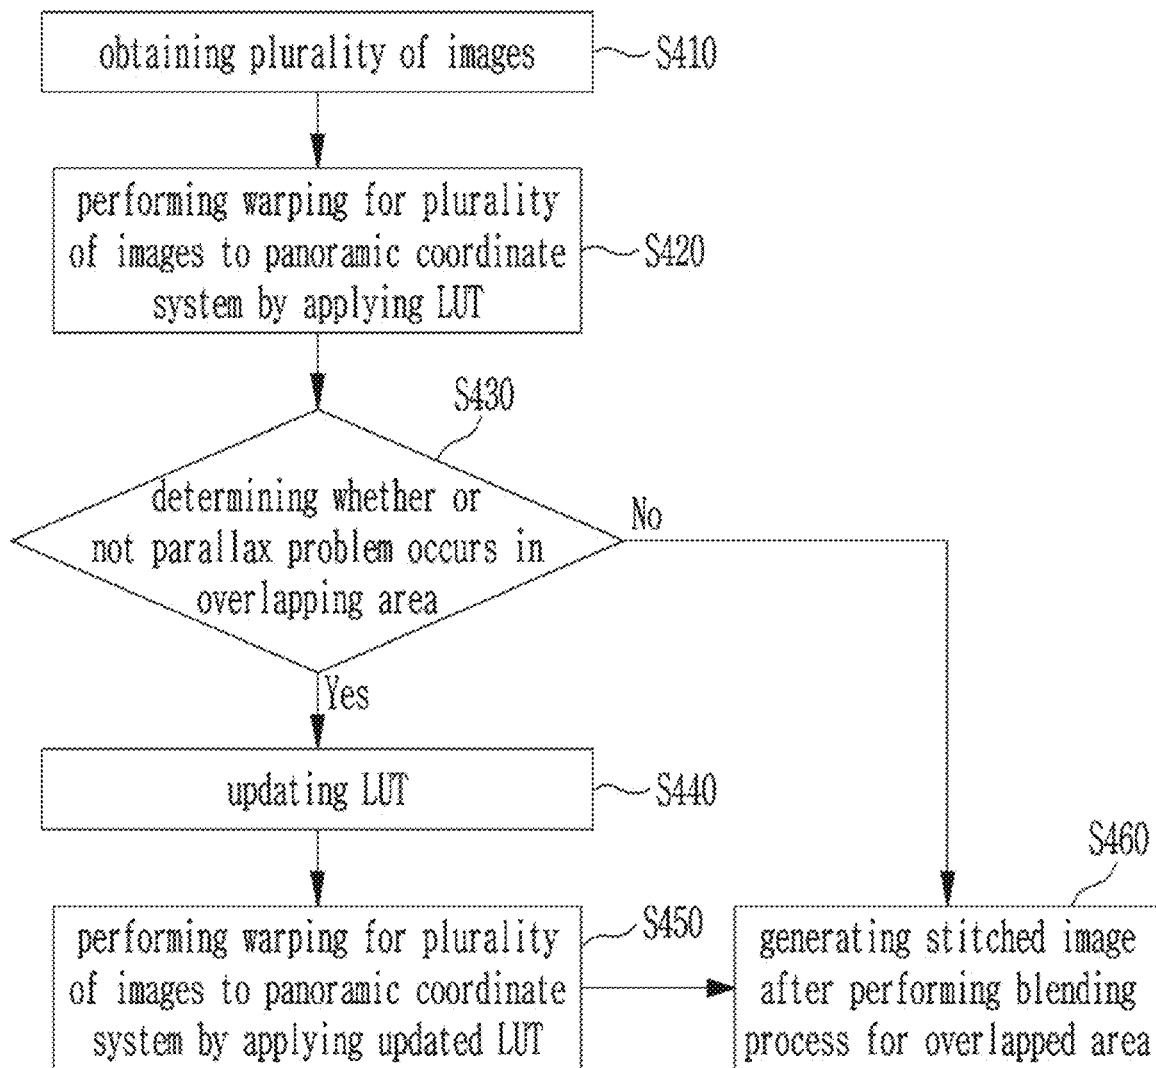 obtaining plurality of images
S410
performing warping for plurality
of images to panoramic coordinate
system by applying LUT
S420
S430
determining whether or
not parallax problem occurs in
overlapping area
No
Yes
updating LUT
S440
performing warping for plurality
of images to panoramic coordinate
system by applying updated LUT
S450
S460
generating stitched image
after performing blending
process for overlapped area